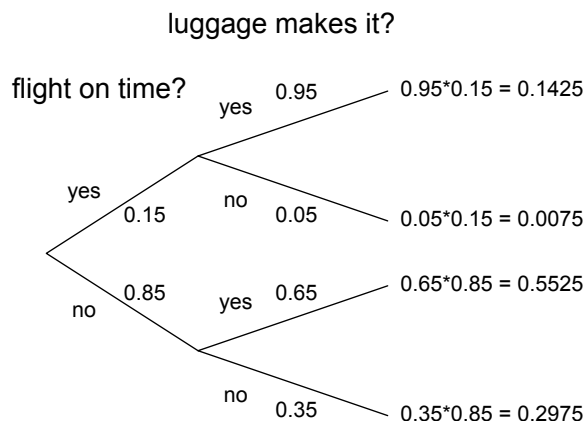 luggage makes it?
flight on time?
yes
0.95
0.95*0.15 = 0.1425
yes
0.15
no
0.05
0.05*0.15 = 0.0075
no
0.85
yes
0.65
0.65*0.85 = 0.5525
no
0.35
0.35*0.85 = 0.2975